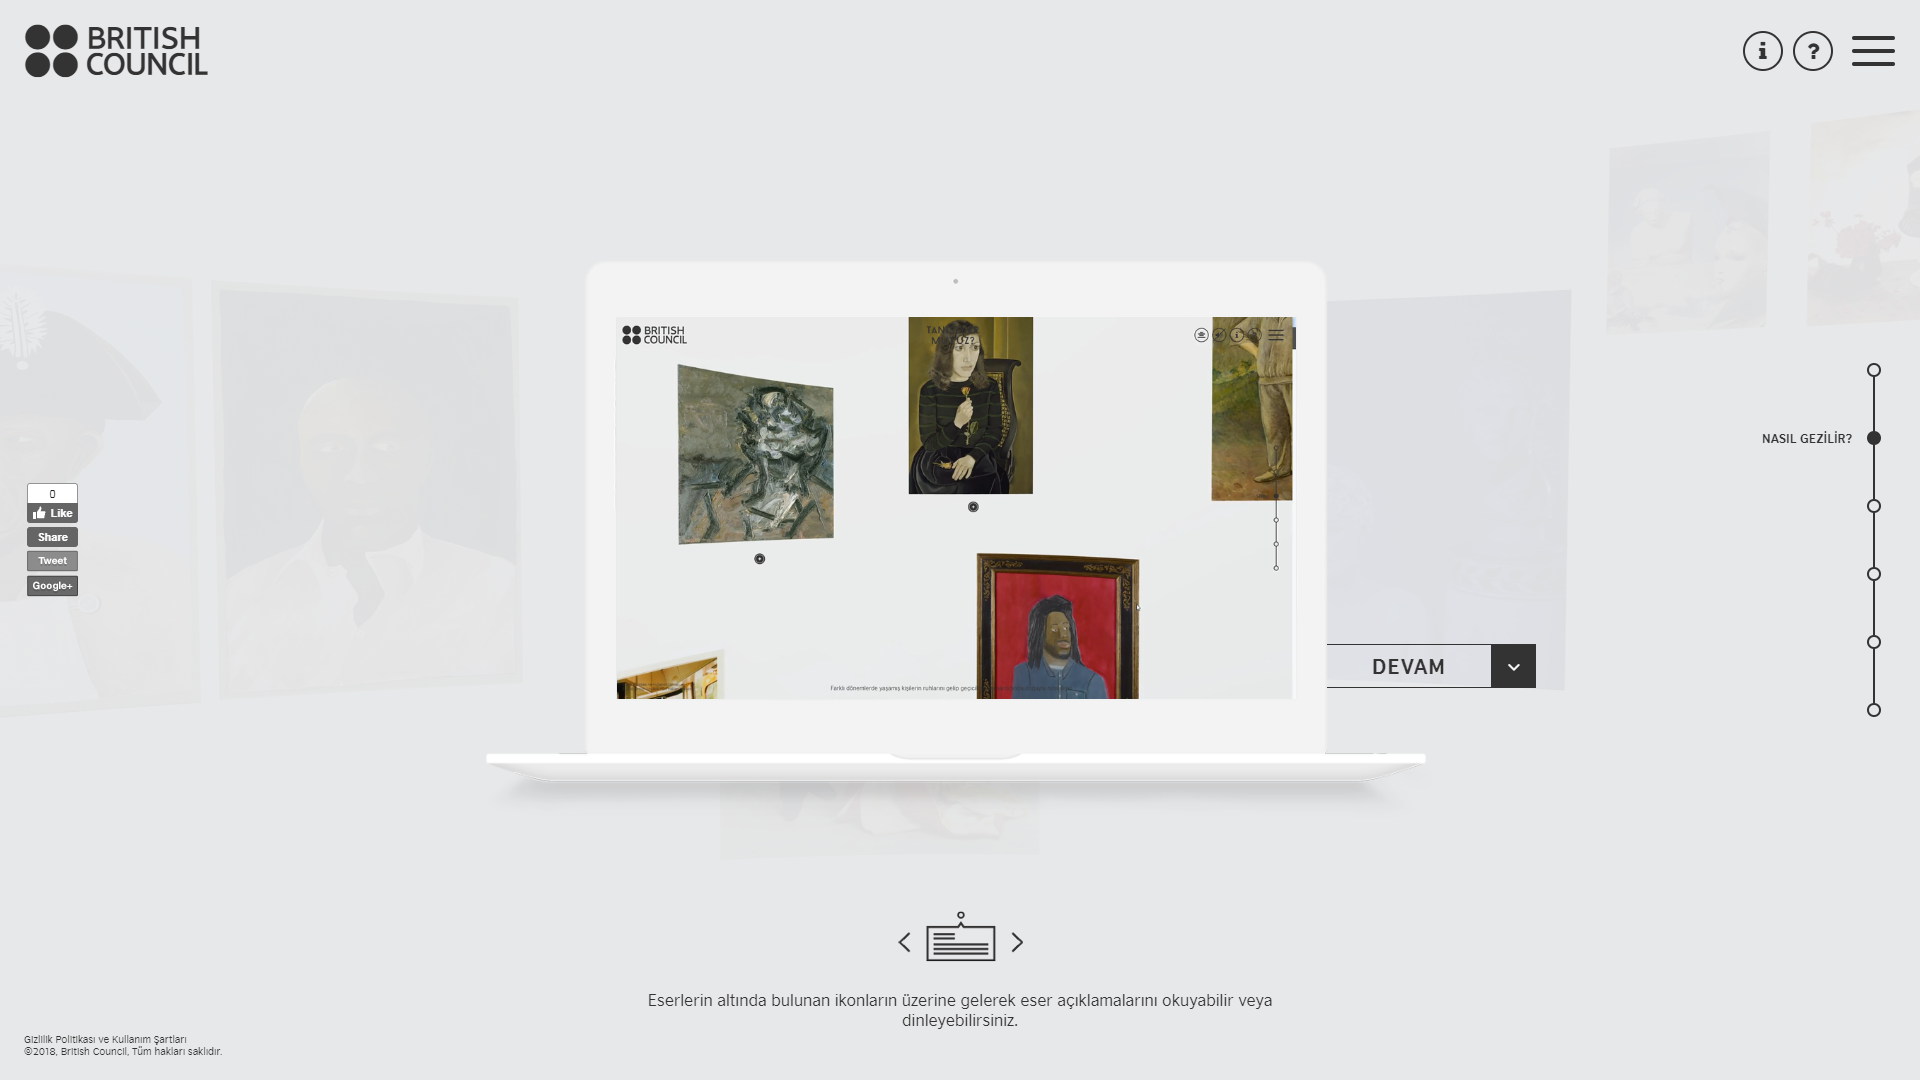 BRITISH
COUNCIL
i ?
BRITISH
COUNCIL
NASIL GEZİLİR?
0
Like
Share
Tweet
Google+
DEVAM
Eserlerin altında bulunan ikonların üzerine gelerek eser açıklamalarını okuyabilir veya
dinleyebilirsiniz.
Gizlilik Politikası ve Kullanım Şartları
©2018, British Council, Tüm hakları saklıdır.